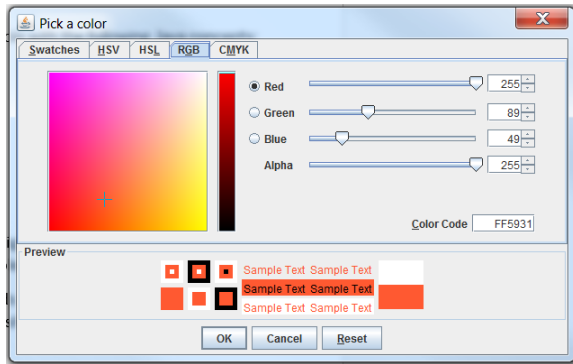 Pick a color
Swatches HSV HSL RGB CMYK
Red 255
Green 89
Blue 49
Alpha 255
Color Code FF5931
Preview
Sample Text Sample Text
Sample Text Sample Text
Sample Text Sample Text
OK Cancel Reset